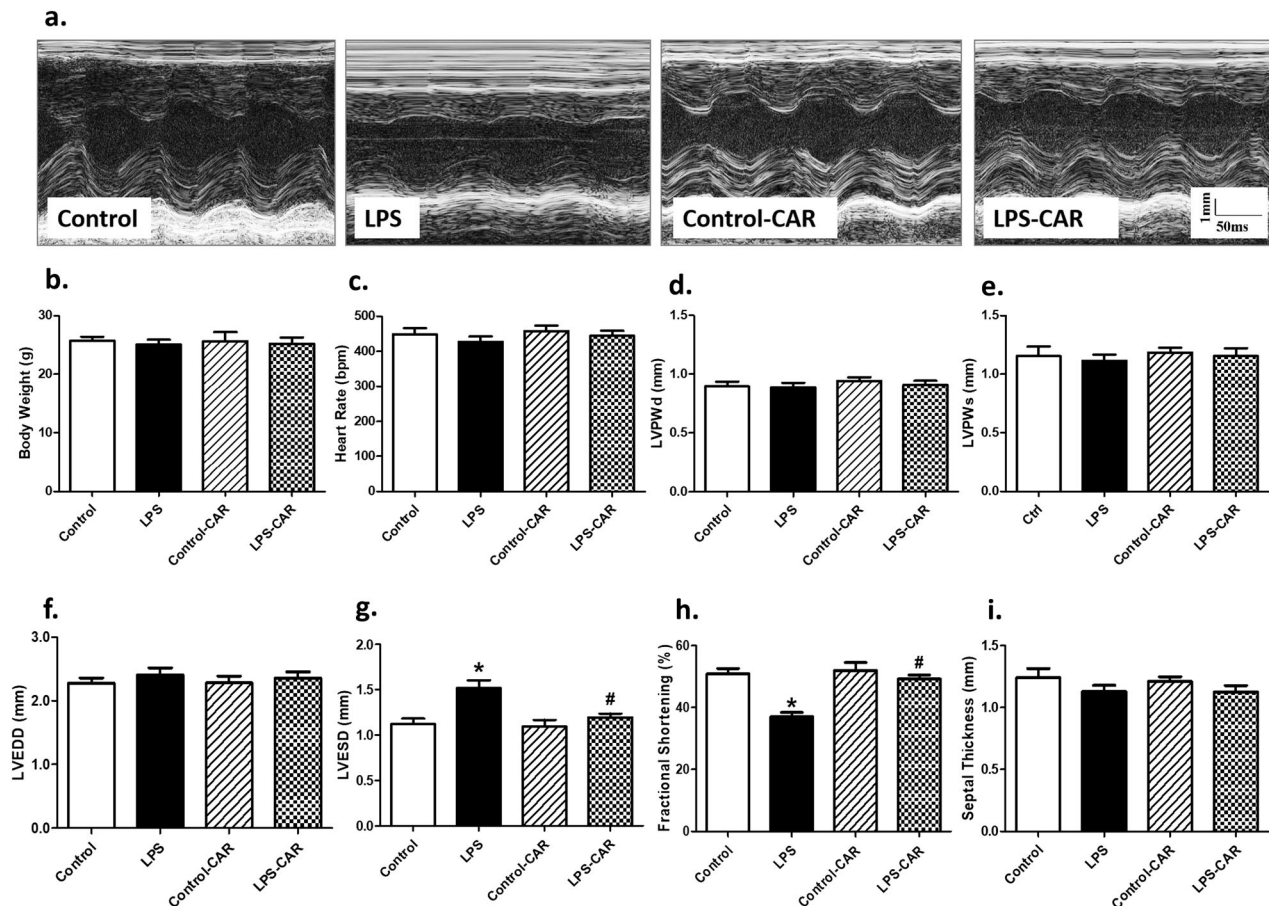 a.
Control
LPS
Control-CAR
LPS-CAR
1mm
50ms
b.
Body Weight (g)
30
20
10
0
Control
LPS
Control-CAR
LPS-CAR
c.
Heart Rate (bpm)
500
400
300
200
100
0
Control
LPS
Control-CAR
LPS-CAR
d.
LVPWd (mm)
1.5
1.0
0.5
0.0
Control
LPS
Control-CAR
LPS-CAR
e.
LVPWs (mm)
1.5
1.0
0.5
0.0
Ctrl
LPS
Control-CAR
LPS-CAR
f.
LVEDD (mm)
3.0
2.0
1.0
0.0
Control
LPS
Control-CAR
LPS-CAR
g.
LVESD (mm)
2.0
1.5
1.0
0.5
0.0
*
#
Control
LPS
Control-CAR
LPS-CAR
h.
Fractional Shortening (%)
60
40
20
0
*
#
Control
LPS
Control-CAR
LPS-CAR
i.
Septal Thickness (mm)
1.5
1.0
0.5
0.0
Control
LPS
Control-CAR
LPS-CAR